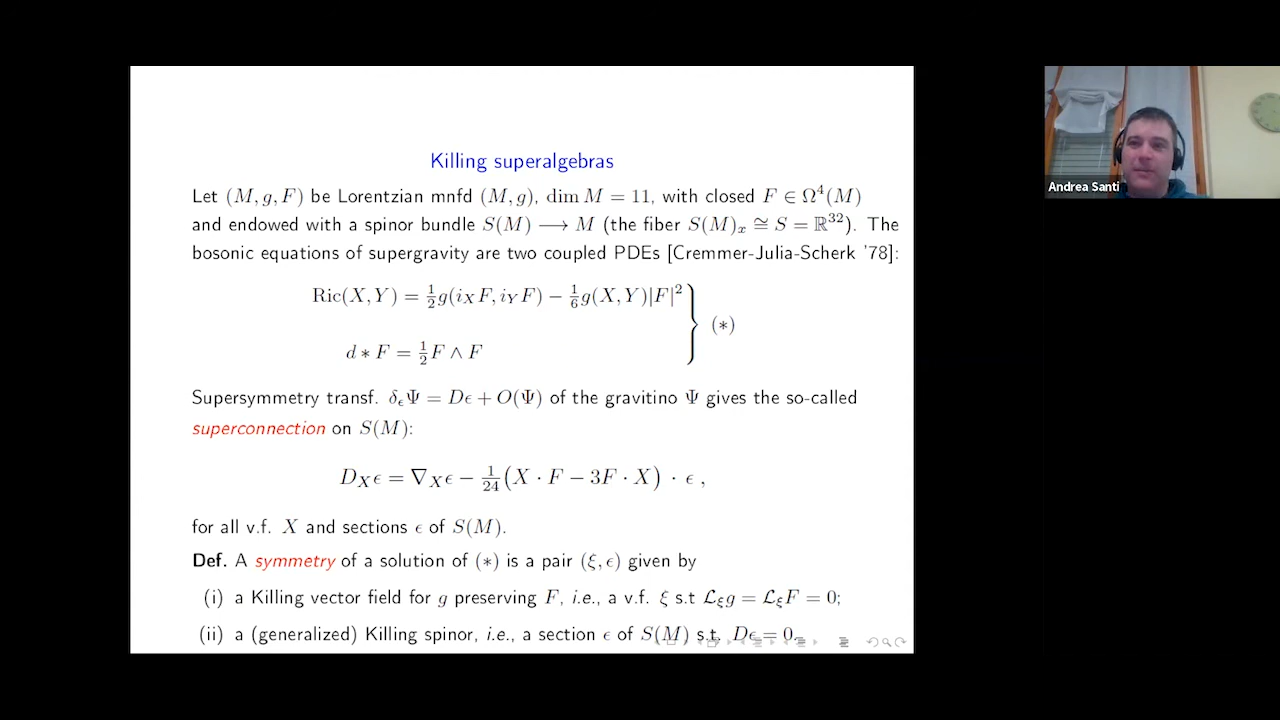 Killing superalgebras
Let (M, g, F) be Lorentzian mnfd (M, g), dim M = 11, with closed F ∈ Ω⁴(M)
and endowed with a spinor bundle S(M) ⟶ M (the fiber S(M)ₓ ≅ S = ℝ³²). The
bosonic equations of supergravity are two coupled PDEs [Cremmer-Julia-Scherk '78]:
Ric(X, Y) = ½g(i_X F, i_Y F) − ⅙g(X, Y)|F|²
(∗)
d ∗ F = ½F ∧ F
Supersymmetry transf. δ_ϵΨ = Dϵ + O(Ψ) of the gravitino Ψ gives the so-called
superconnection on S(M):
D_Xϵ = ∇_Xϵ − 1/24(X · F − 3F · X) · ϵ ,
for all v.f. X and sections ϵ of S(M).
Def. A symmetry of a solution of (∗) is a pair (ξ, ϵ) given by
(i) a Killing vector field for g preserving F, i.e., a v.f. ξ s.t ℒ_ξg = ℒ_ξF = 0;
(ii) a (generalized) Killing spinor, i.e., a section ϵ of S(M) s.t. Dϵ = 0.
Andrea Santi